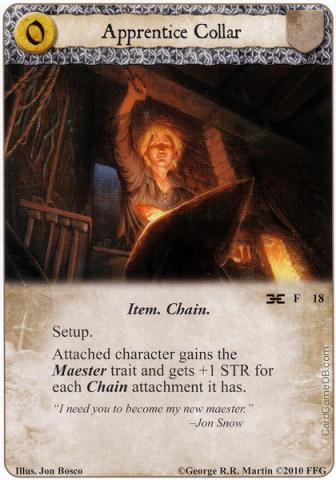 0
Apprentice Collar
F 18
Item. Chain.
Setup.
Attached character gains the
Maester trait and gets +1 STR for
each Chain attachment it has.
"I need you to become my new maester."
–Jon Snow
CardGameDB.com
Illus. Jon Bosco
©George R.R. Martin ©2010 FFG